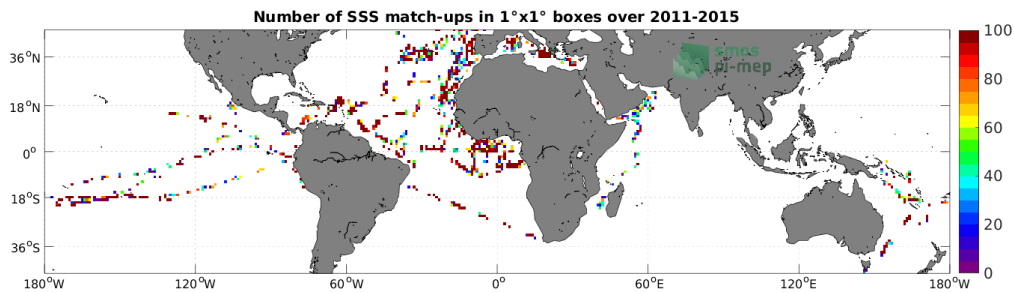 Number of SSS match-ups in 1°x1° boxes over 2011-2015
smos
pi-mep
36°N
18°N
0°
18°S
36°S
180°W
120°W
60°W
0°E
60°E
120°E
180°W
100
80
60
40
20
0